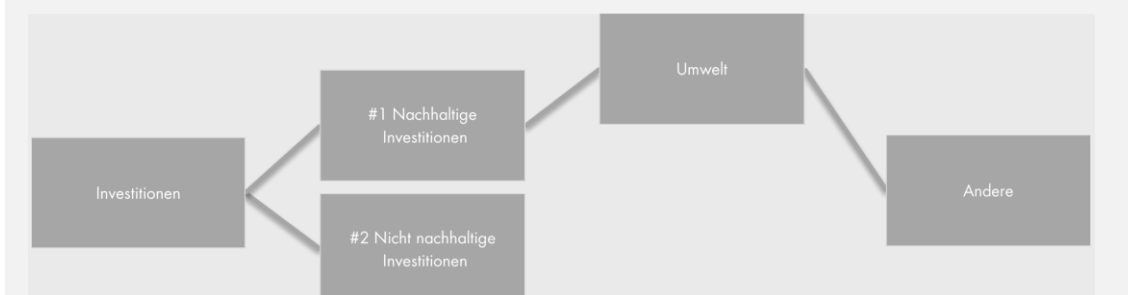 Umwelt
#1 Nachhaltige
Investitionen
Investitionen
Andere
#2 Nicht nachhaltige
Investitionen